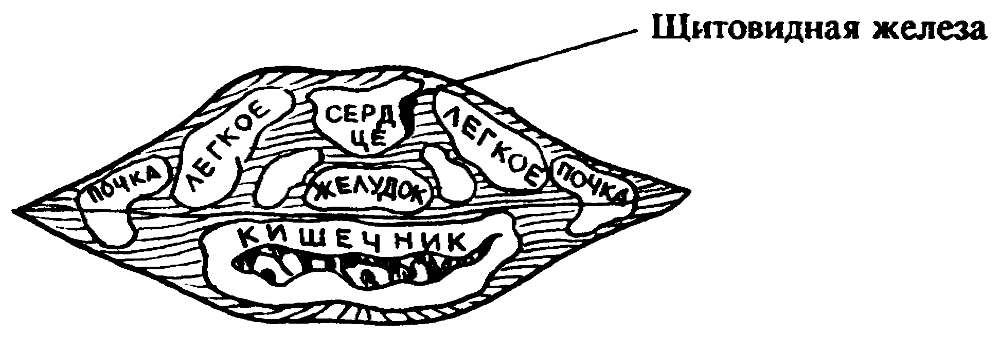 Щитовидная железа
СЕРД
ЦЕ
ЛЕГКОЕ
ЛЕГКОЕ
ПОЧКА
ЖЕЛУДОК
ПОЧКА
КИШЕЧНИК